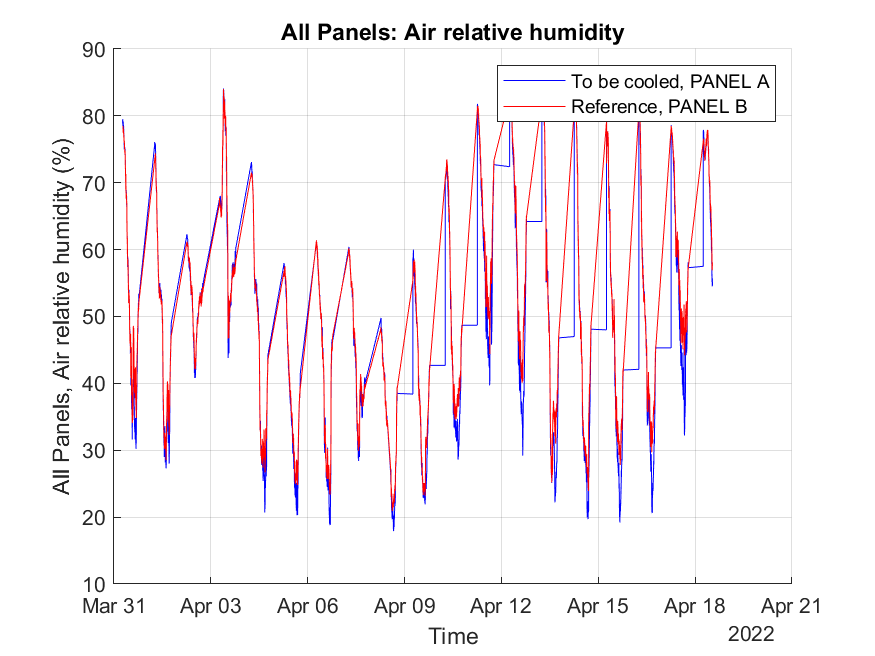 All Panels: Air relative humidity
To be cooled, PANEL A
Reference, PANEL B
All Panels, Air relative humidity (%)
90
80
70
60
50
40
30
20
10
Mar 31 Apr 03 Apr 06 Apr 09 Apr 12 Apr 15 Apr 18 Apr 21
Time
2022